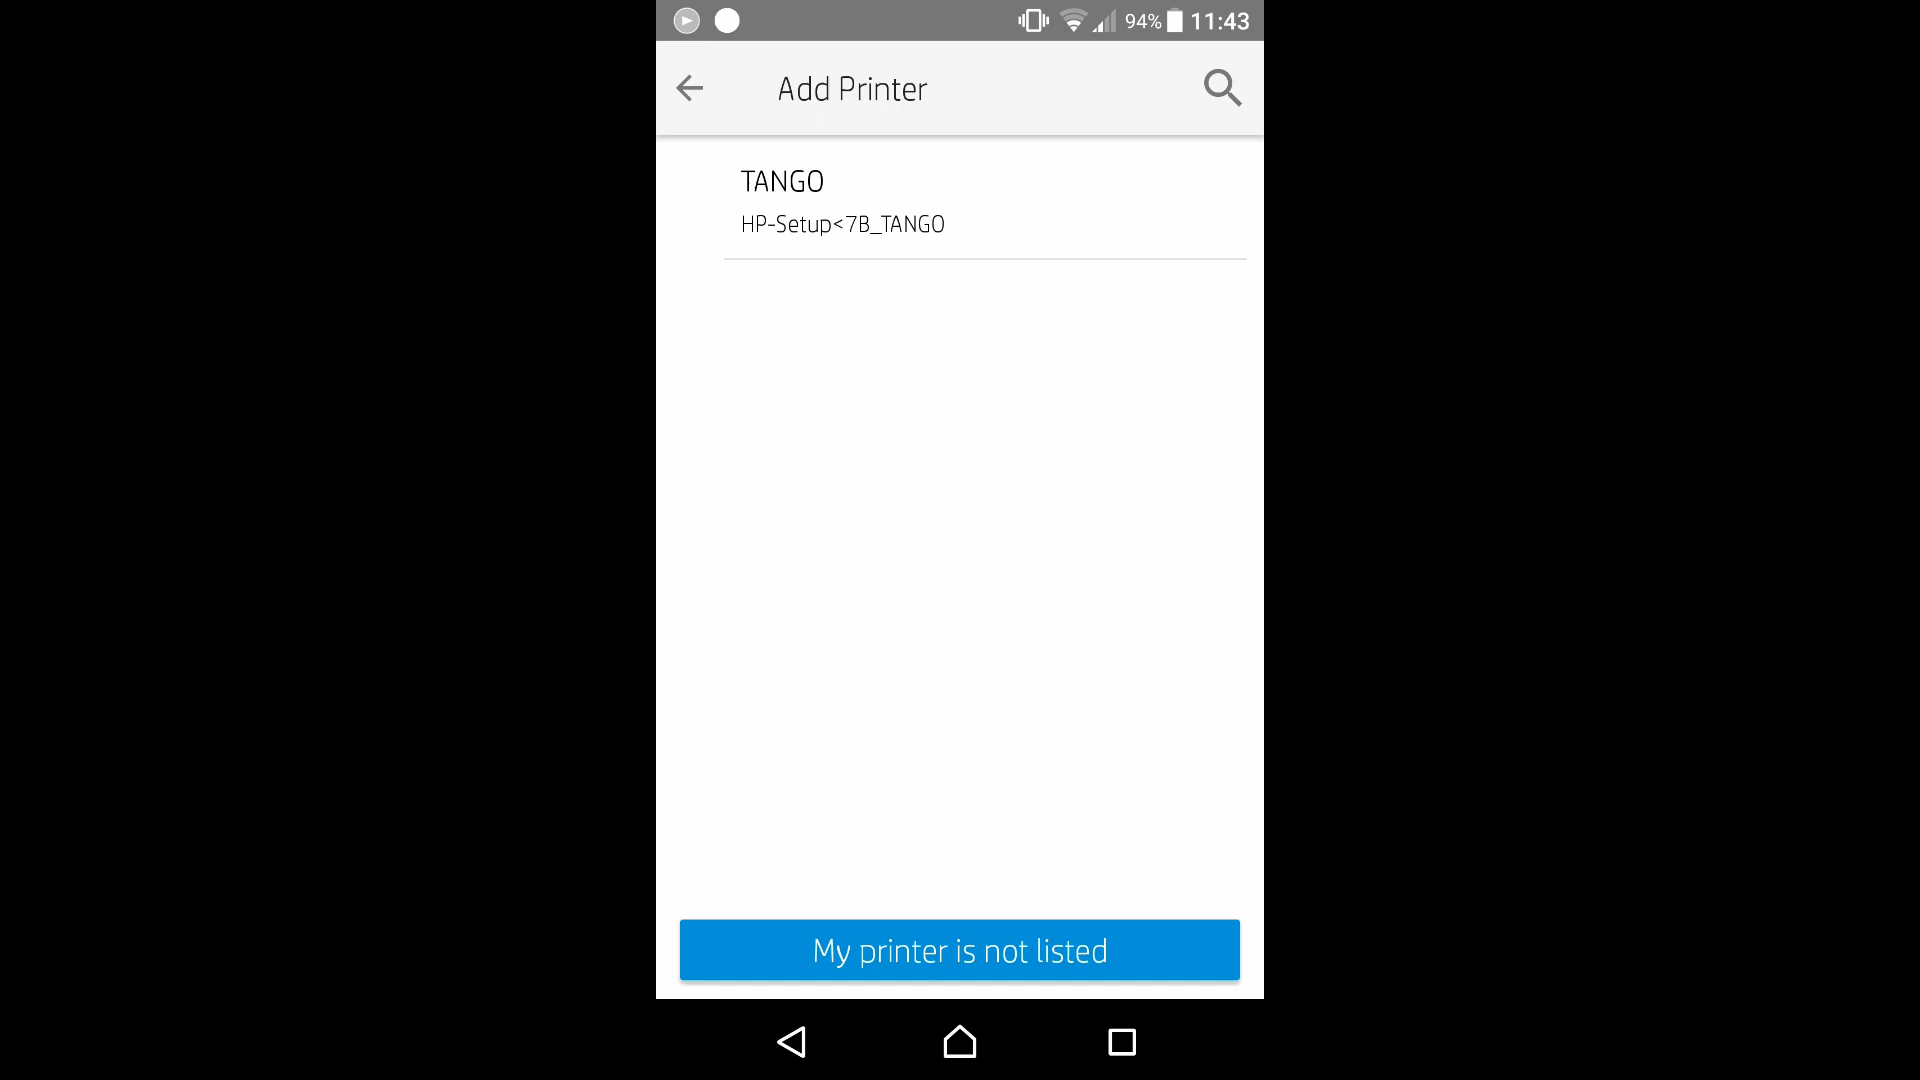 94% 11:43
Add Printer
TANGO
HP-Setup<7B_TANGO
My printer is not listed